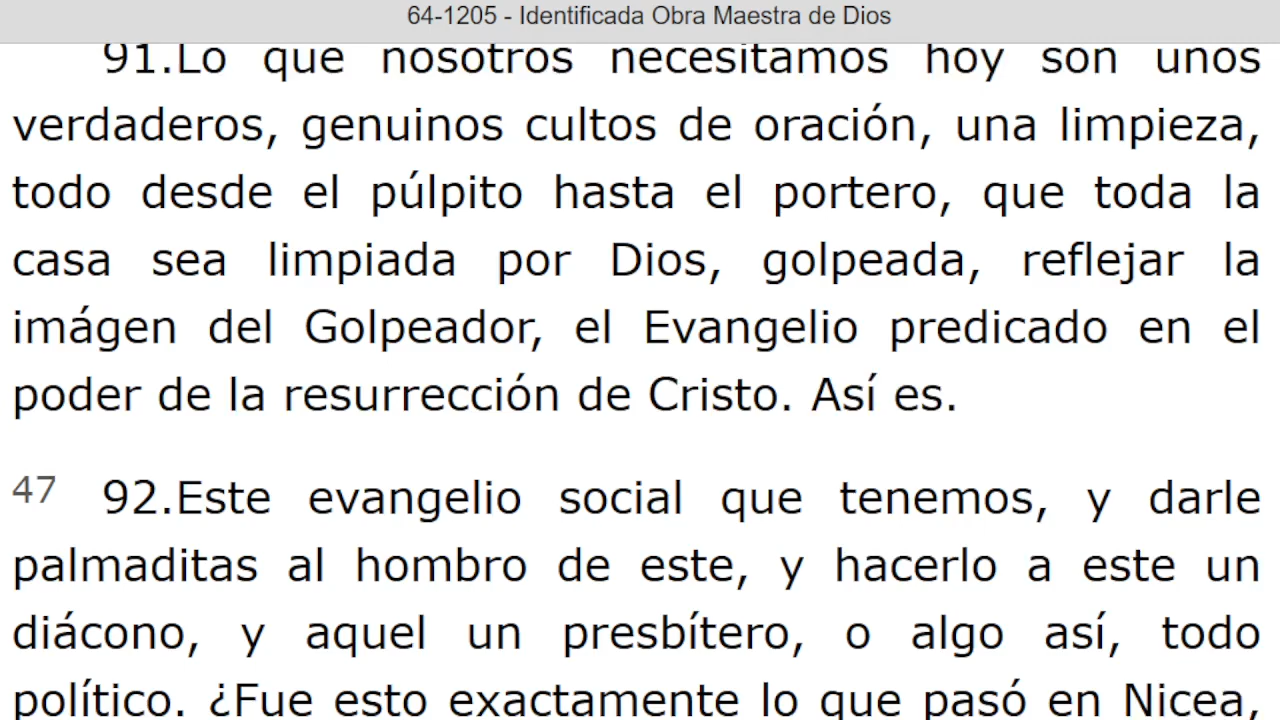 64-1205 - Identificada Obra Maestra de Dios
91.Lo que nosotros necesitamos hoy son unos
verdaderos, genuinos cultos de oración, una limpieza,
todo desde el púlpito hasta el portero, que toda la
casa sea limpiada por Dios, golpeada, reflejar la
imágen del Golpeador, el Evangelio predicado en el
poder de la resurrección de Cristo. Así es.
47 92.Este evangelio social que tenemos, y darle
palmaditas al hombro de este, y hacerlo a este un
diácono, y aquel un presbítero, o algo así, todo
político. ¿Fue esto exactamente lo que pasó en Nicea,